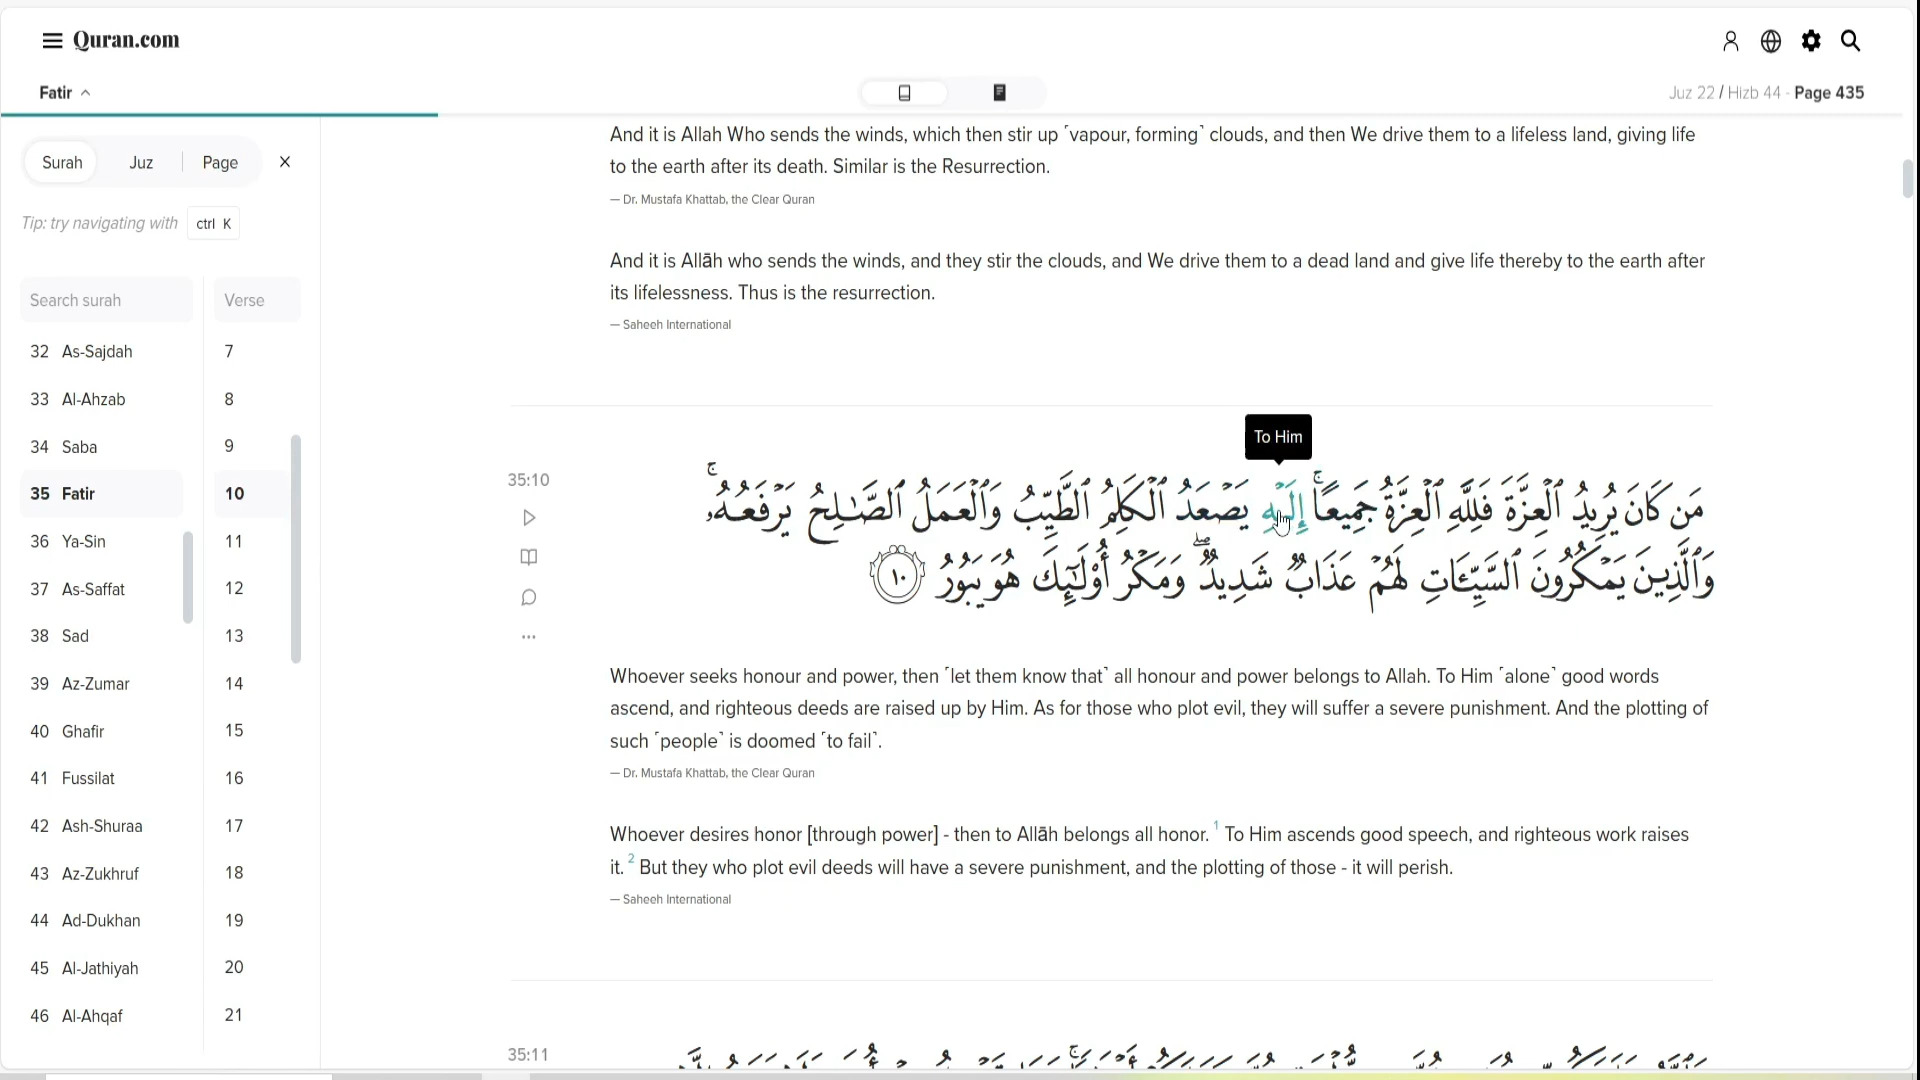 Quran.com
Fatir
Juz 22 / Hizb 44 - Page 435
Surah
Juz
Page
Tip: try navigating with ctrl K
Search surah
Verse
32 As-Sajdah
7
33 Al-Ahzab
8
34 Saba
9
35 Fatir
10
36 Ya-Sin
11
37 As-Saffat
12
38 Sad
13
39 Az-Zumar
14
40 Ghafir
15
41 Fussilat
16
42 Ash-Shuraa
17
43 Az-Zukhruf
18
44 Ad-Dukhan
19
45 Al-Jathiyah
20
46 Al-Ahqaf
21
And it is Allah Who sends the winds, which then stir up ˹vapour, forming˺ clouds, and then We drive them to a lifeless land, giving life
to the earth after its death. Similar is the Resurrection.
— Dr. Mustafa Khattab, the Clear Quran
And it is Allāh who sends the winds, and they stir the clouds, and We drive them to a dead land and give life thereby to the earth after
its lifelessness. Thus is the resurrection.
— Saheeh International
To Him
35:10
مَن كَانَ يُرِيدُ ٱلْعِزَّةَ فَلِلَّهِ ٱلْعِزَّةُ جَمِيعًا ۚ إِلَيْهِ يَصْعَدُ ٱلْكَلِمُ ٱلطَّيِّبُ وَٱلْعَمَلُ ٱلصَّـٰلِحُ يَرْفَعُهُۥ ۚ
وَٱلَّذِينَ يَمْكُرُونَ ٱلسَّيِّـَٔاتِ لَهُمْ عَذَابٌ شَدِيدٌ ۖ وَمَكْرُ أُو۟لَـٰٓئِكَ هُوَ يَبُورُ ١٠
Whoever seeks honour and power, then ˹let them know that˺ all honour and power belongs to Allah. To Him ˹alone˺ good words
ascend, and righteous deeds are raised up by Him. As for those who plot evil, they will suffer a severe punishment. And the plotting of
such ˹people˺ is doomed ˹to fail˺.
— Dr. Mustafa Khattab, the Clear Quran
Whoever desires honor [through power] - then to Allāh belongs all honor. 1 To Him ascends good speech, and righteous work raises
it. 2 But they who plot evil deeds will have a severe punishment, and the plotting of those - it will perish.
— Saheeh International
35:11